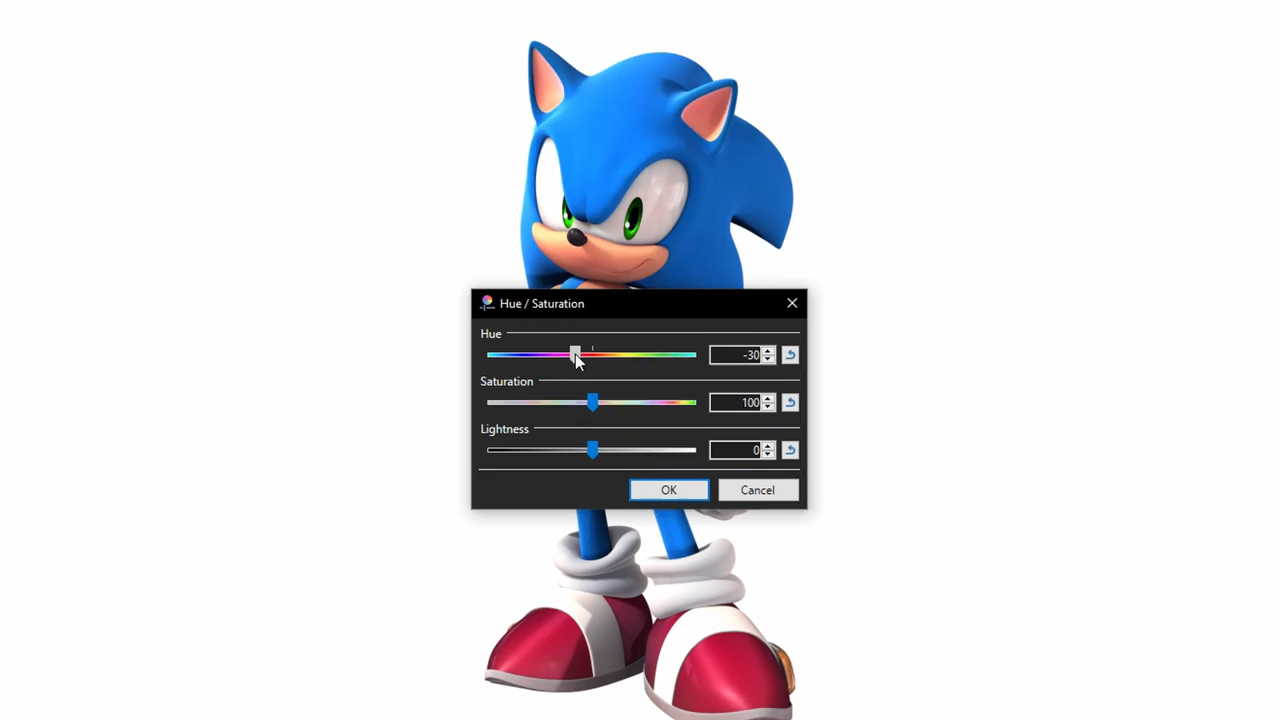 Hue / Saturation
Hue
-30
Saturation
100
Lightness
0
OK Cancel